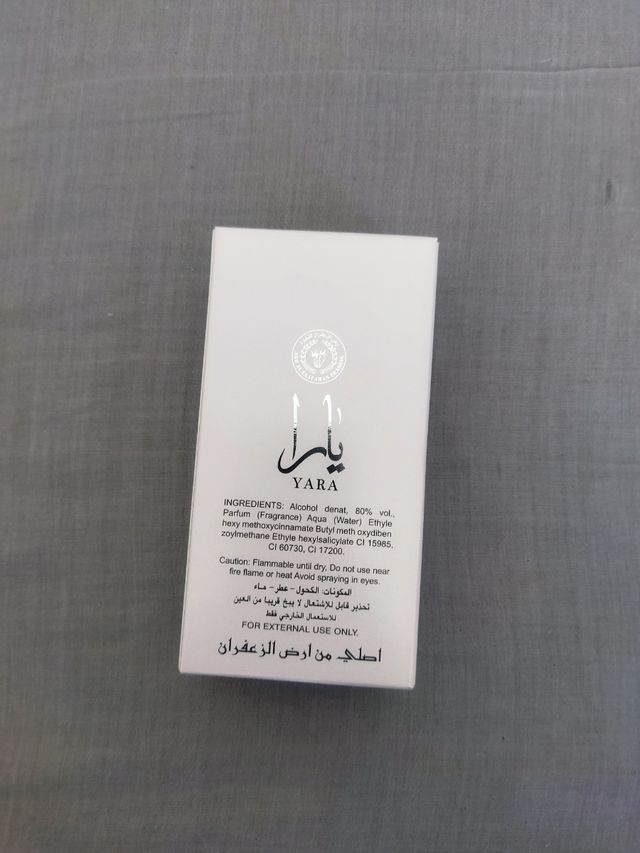 يارا
YARA
INGREDIENTS: Alcohol denat, 80% vol.,
Parfum (Fragrance) Aqua (Water) Ethyle
hexy methoxycinnamate Butyl meth oxydiben
zoylmethane Ethyle hexylsalicylate CI 15985,
CI 60730, CI 17200.
Caution: Flammable until dry. Do not use near
fire flame or heat Avoid spraying in eyes.
المكونات: الكحول - عطر - ماء
تحذير قابل للإشتعال لا يبخ قريبا من العين
للاستعمال الخارجي فقط
FOR EXTERNAL USE ONLY.
اصلي من ارض الزعفران